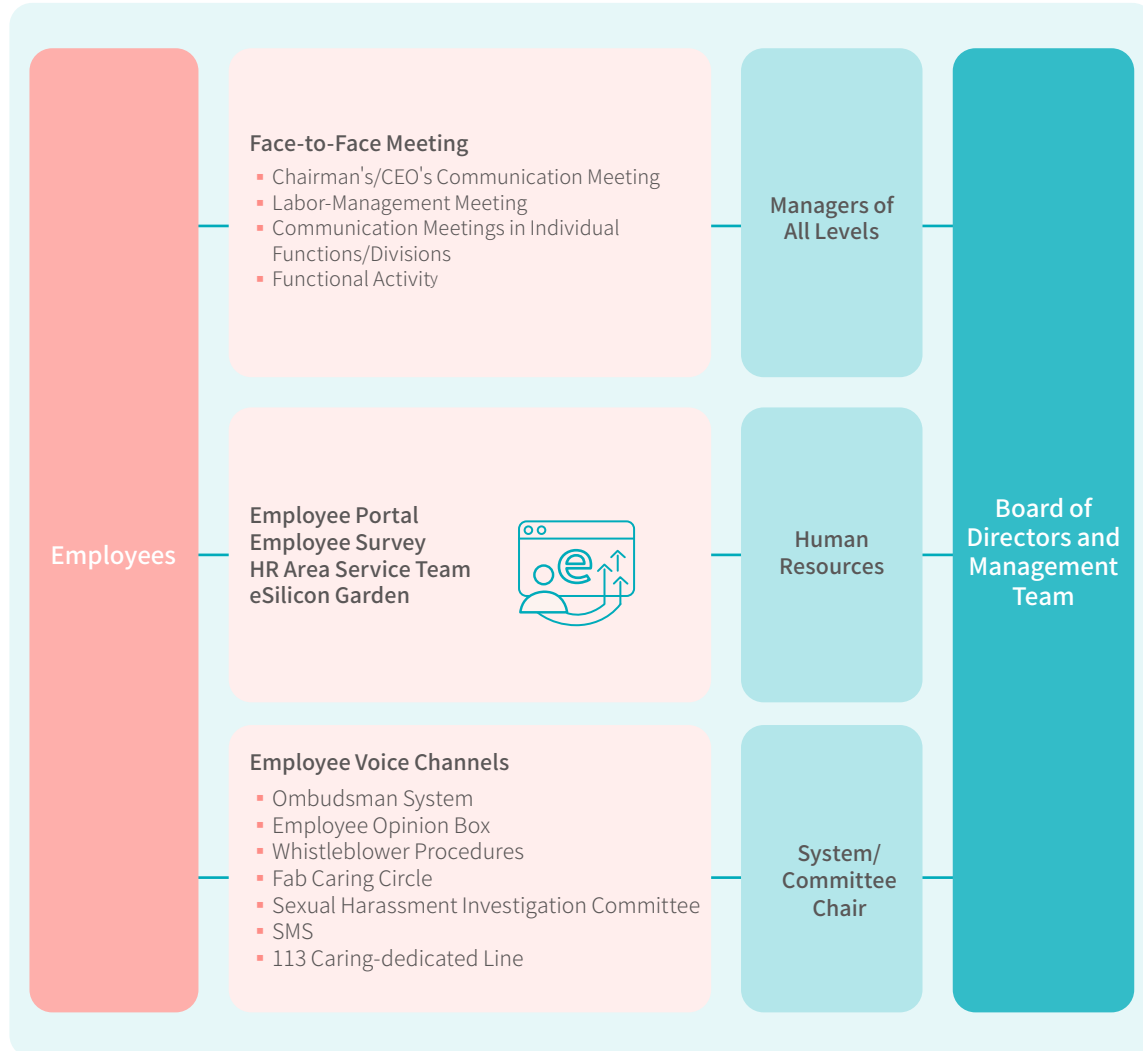 Employees
Face-to-Face Meeting
▪ Chairman's/CEO's Communication Meeting
▪ Labor-Management Meeting
▪ Communication Meetings in Individual
Functions/Divisions
▪ Functional Activity
Managers of
All Levels
Employee Portal
Employee Survey
HR Area Service Team
eSilicon Garden
e
Human
Resources
Employee Voice Channels
▪ Ombudsman System
▪ Employee Opinion Box
▪ Whistleblower Procedures
▪ Fab Caring Circle
▪ Sexual Harassment Investigation Committee
▪ SMS
▪ 113 Caring-dedicated Line
System/
Committee
Chair
Board of
Directors and
Management
Team